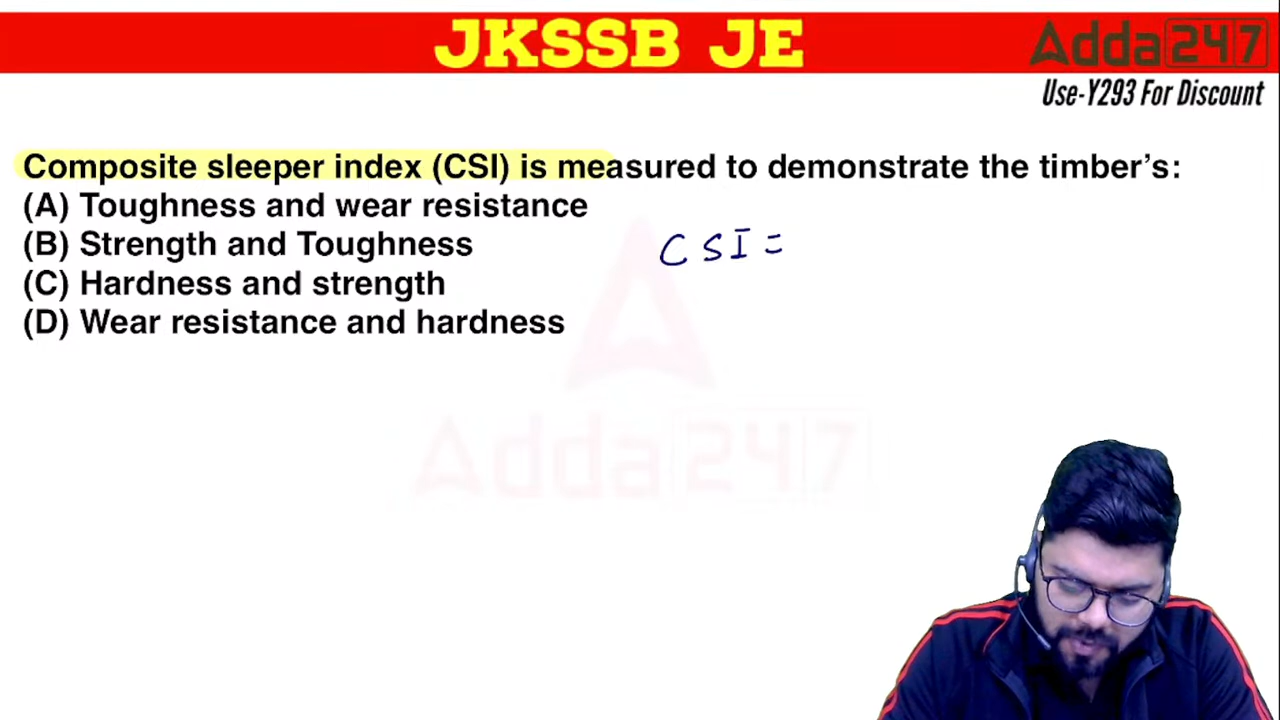 JKSSB JE
Adda247
Use-Y293 For Discount
Composite sleeper index (CSI) is measured to demonstrate the timber’s:
(A) Toughness and wear resistance
(B) Strength and Toughness
(C) Hardness and strength
(D) Wear resistance and hardness
CSI =
Adda247